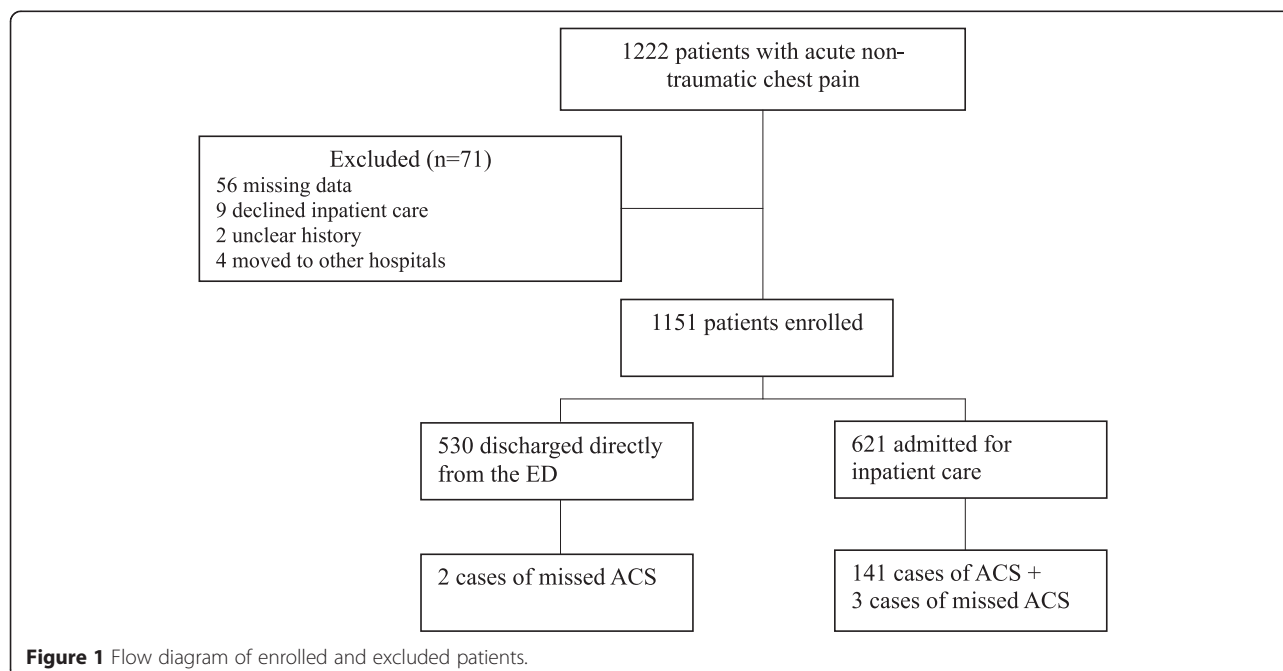 1222 patients with acute non-
traumatic chest pain
Excluded (n=71)
56 missing data
9 declined inpatient care
2 unclear history
4 moved to other hospitals
1151 patients enrolled
530 discharged directly
from the ED
621 admitted for
inpatient care
2 cases of missed ACS
141 cases of ACS +
3 cases of missed ACS
Figure 1 Flow diagram of enrolled and excluded patients.